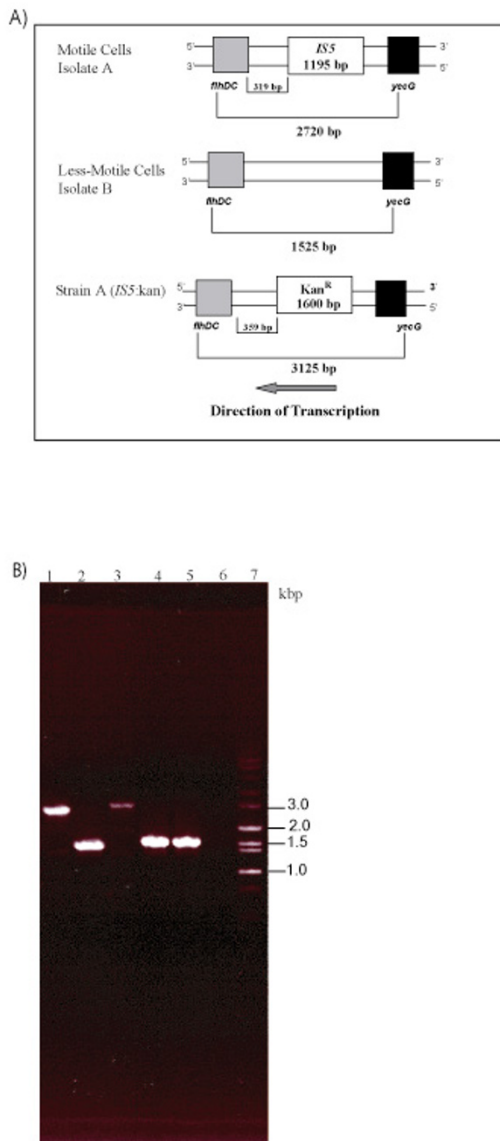 A)
Motile Cells
Isolate A
5´ 3´
3´ 5´
IS5
1195 bp
flhDC 319 bp yecG
2720 bp
Less-Motile Cells
Isolate B
5´ 3´
3´ 5´
flhDC yecG
1525 bp
Strain A (IS5:kan)
5´ 3´
3´ 5´
KanR
1600 bp
flhDC 359 bp yecG
3125 bp
Direction of Transcription
B)
1 2 3 4 5 6 7
kbp
3.0
2.0
1.5
1.0